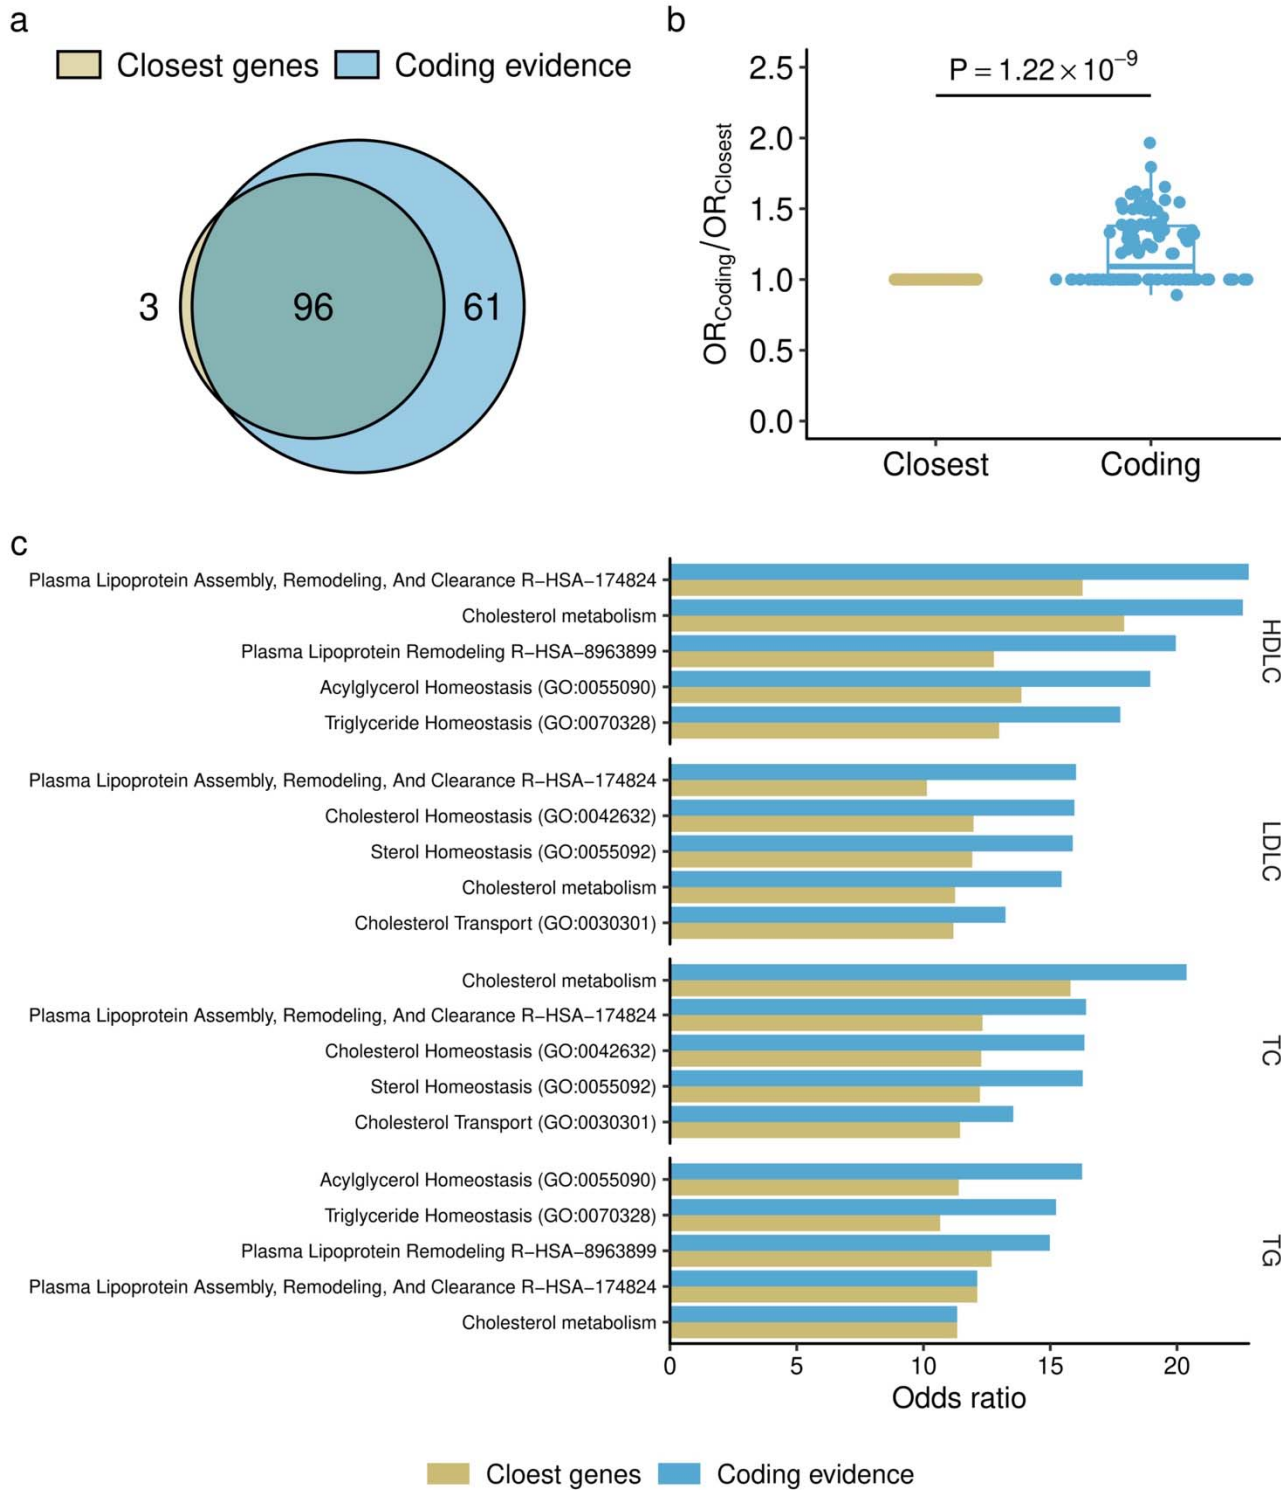 a
Closest genes Coding evidence
3 96 61
b
P = 1.22×10⁻⁹
ORCoding/ORClosest
2.5
2.0
1.5
1.0
0.5
0.0
Closest Coding
c
Plasma Lipoprotein Assembly, Remodeling, And Clearance R−HSA−174824
Cholesterol metabolism
Plasma Lipoprotein Remodeling R−HSA−8963899
Acylglycerol Homeostasis (GO:0055090)
Triglyceride Homeostasis (GO:0070328)
HDLC
Plasma Lipoprotein Assembly, Remodeling, And Clearance R−HSA−174824
Cholesterol Homeostasis (GO:0042632)
Sterol Homeostasis (GO:0055092)
Cholesterol metabolism
Cholesterol Transport (GO:0030301)
LDLC
Cholesterol metabolism
Plasma Lipoprotein Assembly, Remodeling, And Clearance R−HSA−174824
Cholesterol Homeostasis (GO:0042632)
Sterol Homeostasis (GO:0055092)
Cholesterol Transport (GO:0030301)
TC
Acylglycerol Homeostasis (GO:0055090)
Triglyceride Homeostasis (GO:0070328)
Plasma Lipoprotein Remodeling R−HSA−8963899
Plasma Lipoprotein Assembly, Remodeling, And Clearance R−HSA−174824
Cholesterol metabolism
TG
0 5 10 15 20
Odds ratio
Cloest genes Coding evidence